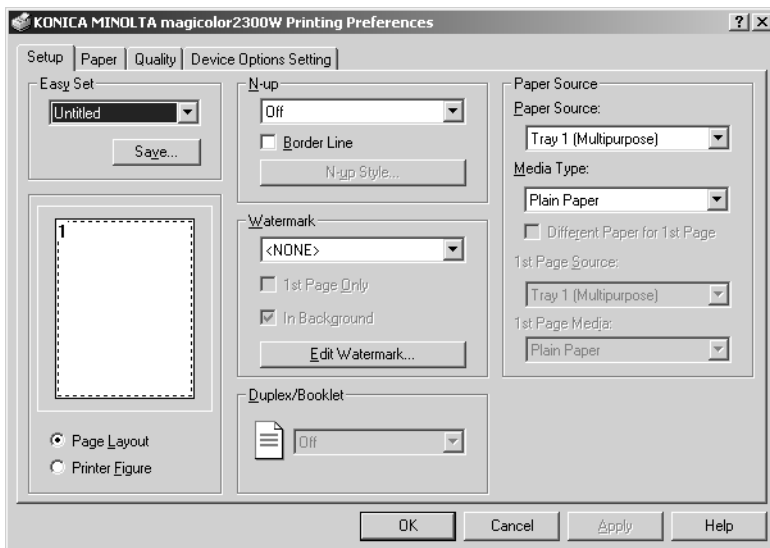 KONICA MINOLTA magicolor2300W Printing Preferences
Setup
Paper
Quality
Device Options Setting
Easy Set
Untitled
Save...
1
Page Layout
Printer Figure
N-up
Off
Border Line
N-up Style...
Watermark
<NONE>
1st Page Only
In Background
Edit Watermark...
Duplex/Booklet
Off
Paper Source
Paper Source:
Tray 1 (Multipurpose)
Media Type:
Plain Paper
Different Paper for 1st Page
1st Page Source:
Tray 1 (Multipurpose)
1st Page Media:
Plain Paper
OK
Cancel
Apply
Help